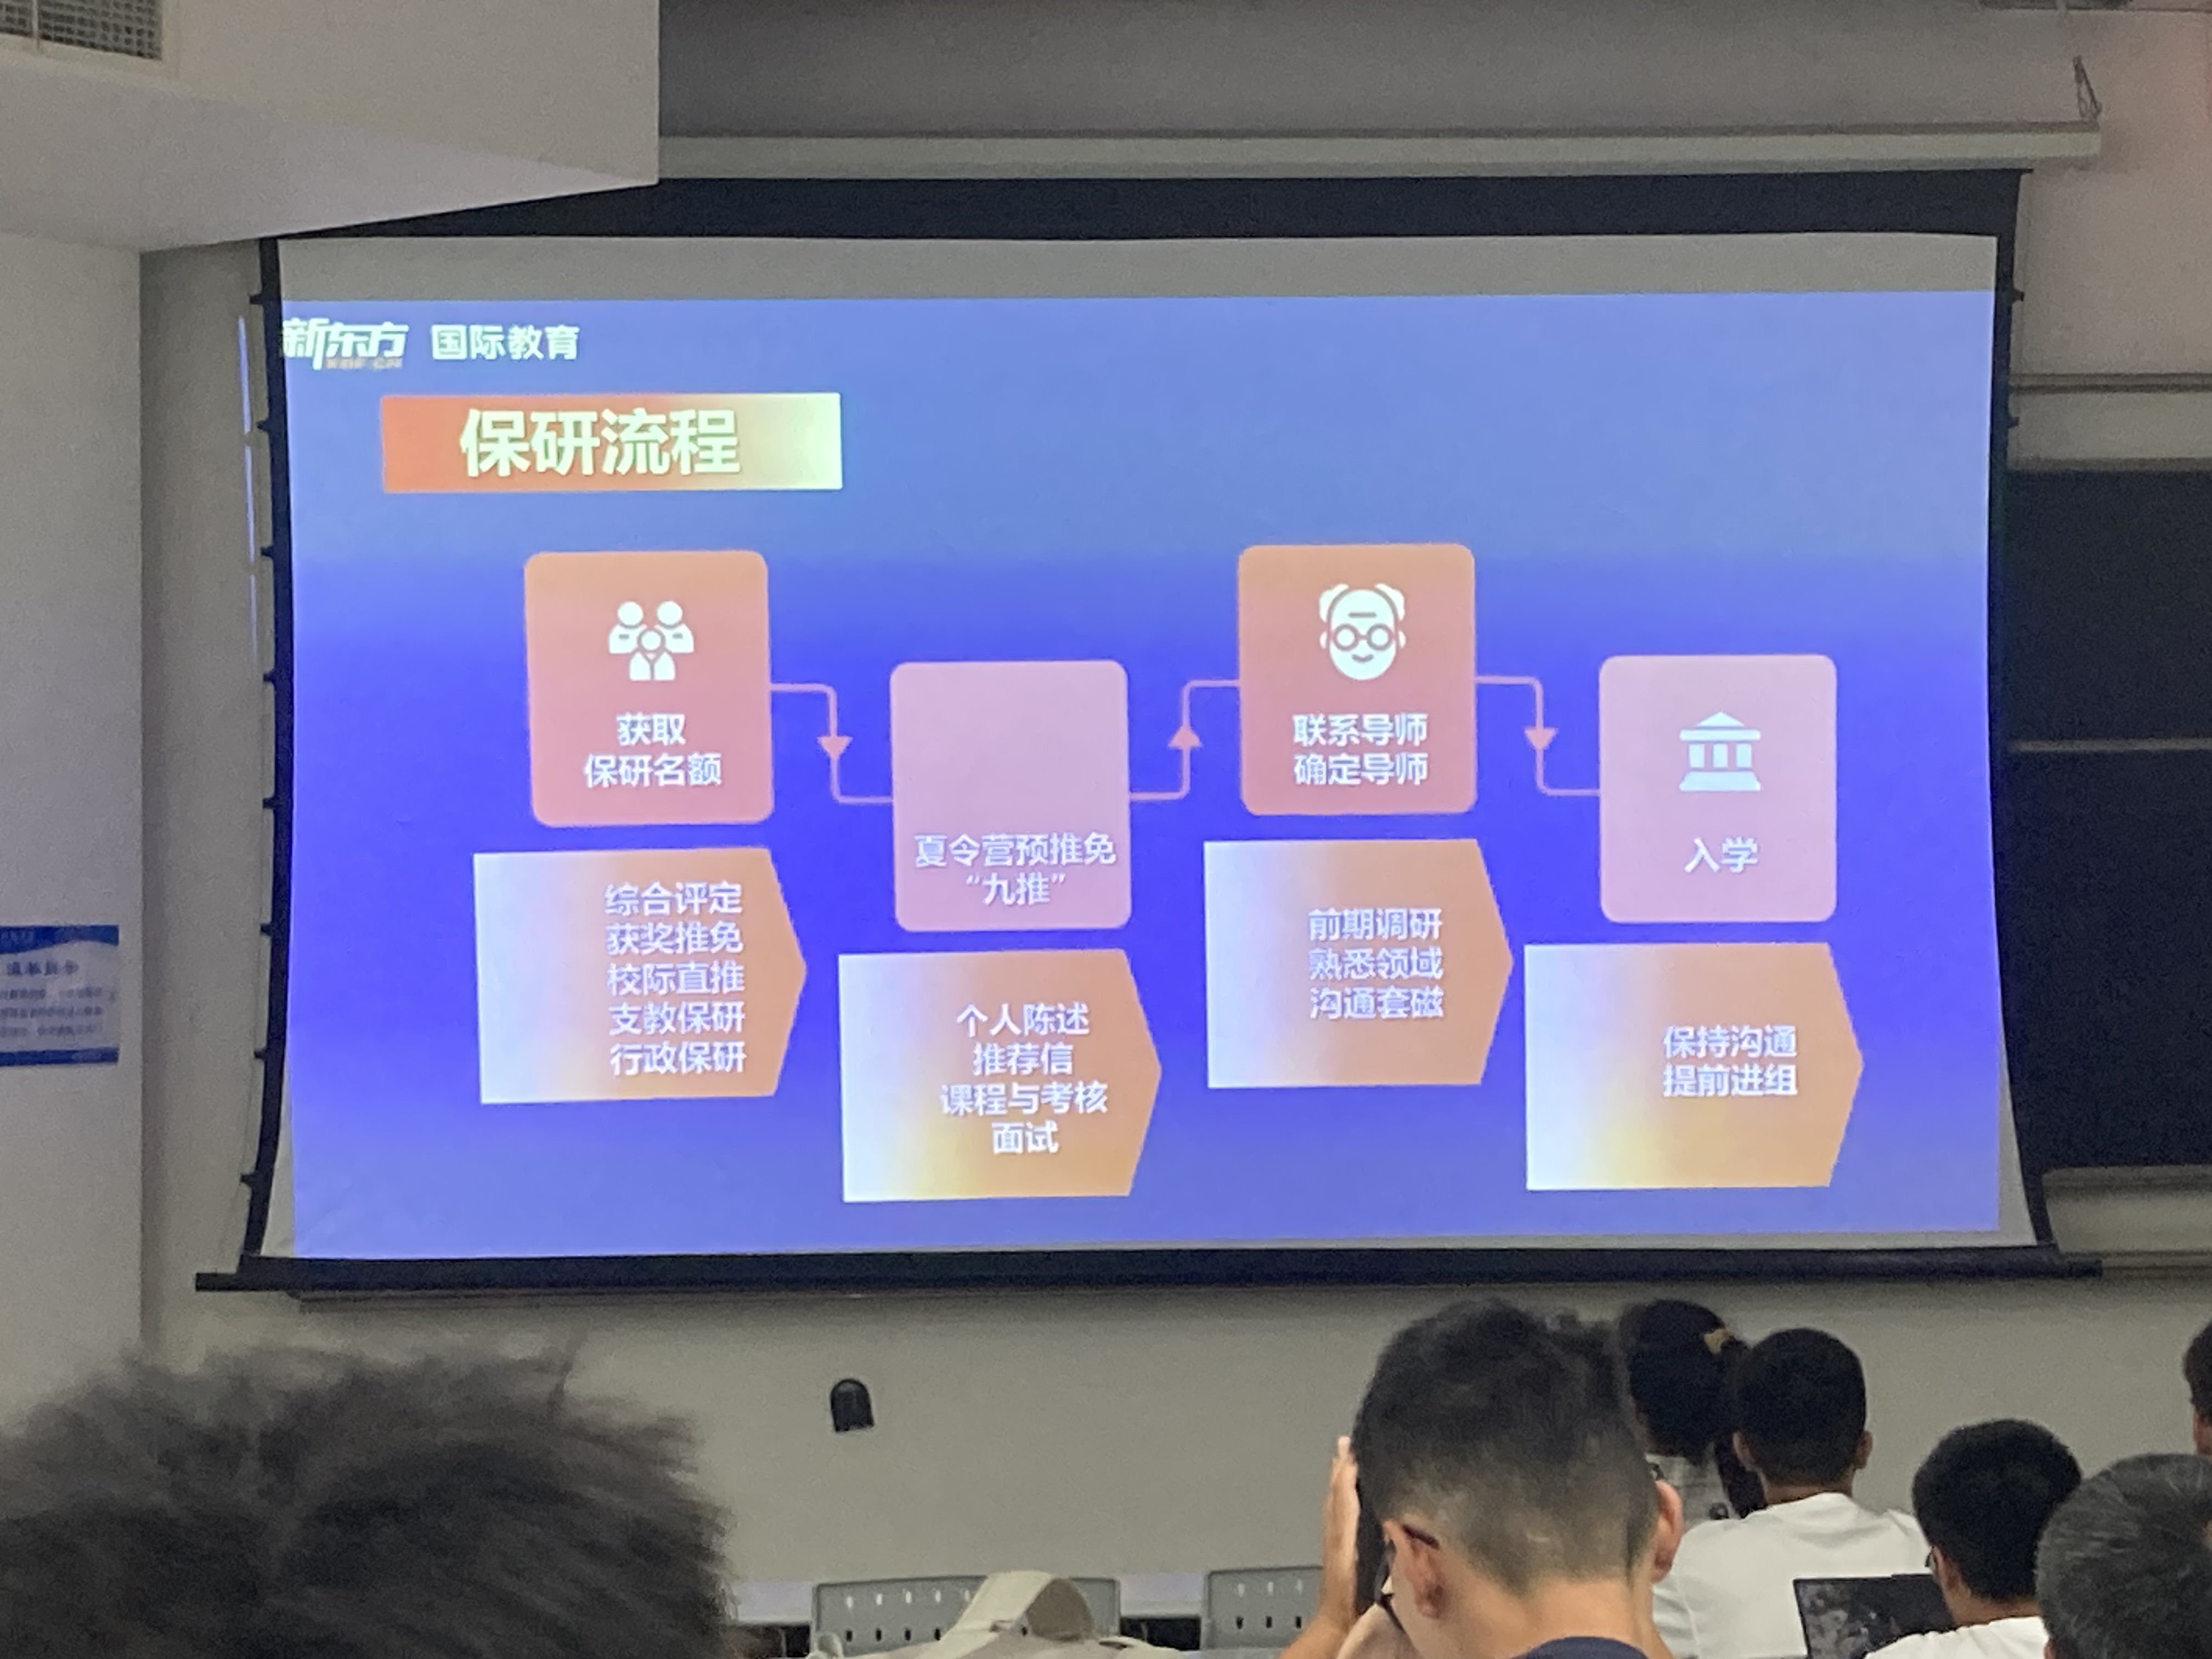 新东方 国际教育
XDF.CN
保研流程
获取
保研名额
综合评定
获奖推免
校际直推
支教保研
行政保研
夏令营预推免
“九推”
个人陈述
推荐信
课程与考核
面试
联系导师
确定导师
前期调研
熟悉领域
沟通套磁
入学
保持沟通
提前进组